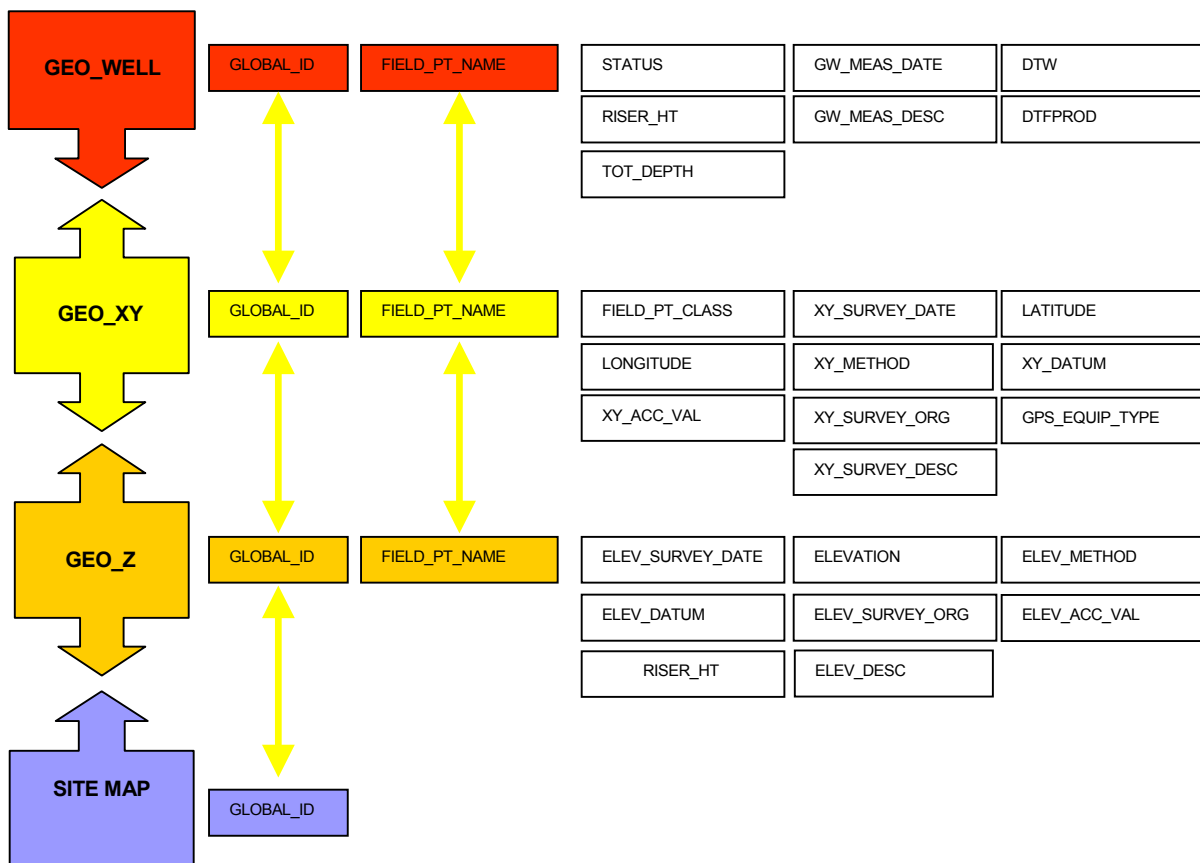 GEO_WELL
GLOBAL_ID
FIELD_PT_NAME
STATUS
GW_MEAS_DATE
DTW
RISER_HT
GW_MEAS_DESC
DTFPROD
TOT_DEPTH
GEO_XY
GLOBAL_ID
FIELD_PT_NAME
FIELD_PT_CLASS
XY_SURVEY_DATE
LATITUDE
LONGITUDE
XY_METHOD
XY_DATUM
XY_ACC_VAL
XY_SURVEY_ORG
GPS_EQUIP_TYPE
XY_SURVEY_DESC
GEO_Z
GLOBAL_ID
FIELD_PT_NAME
ELEV_SURVEY_DATE
ELEVATION
ELEV_METHOD
ELEV_DATUM
ELEV_SURVEY_ORG
ELEV_ACC_VAL
RISER_HT
ELEV_DESC
SITE MAP
GLOBAL_ID